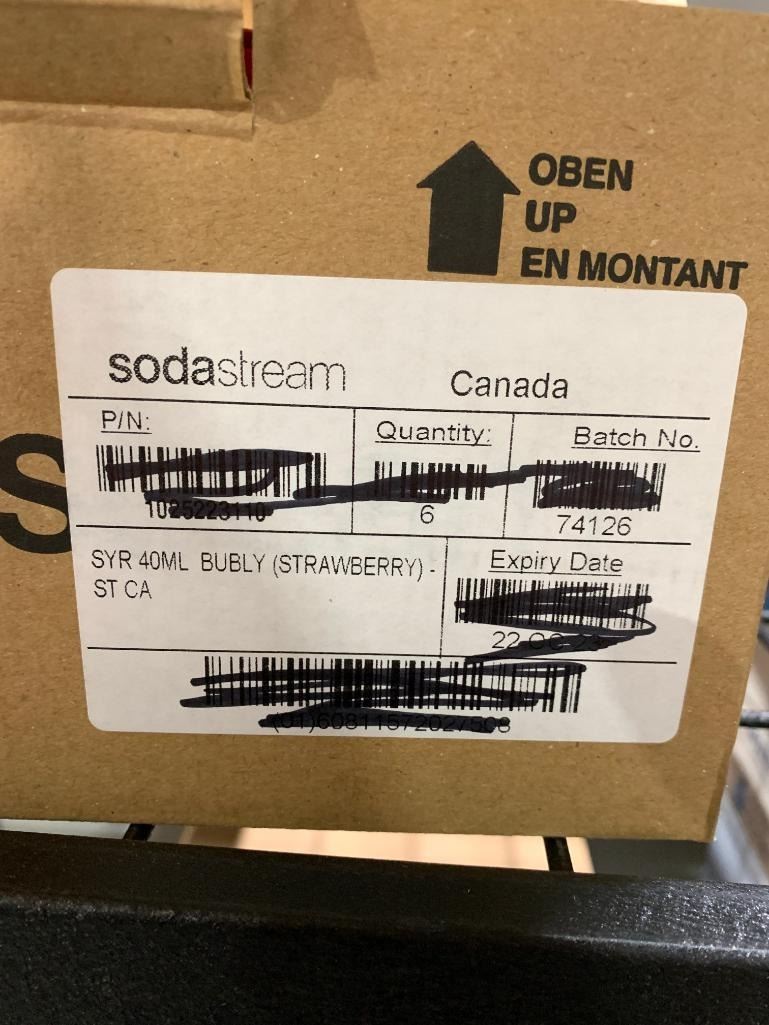 OBEN
UP
EN MONTANT
sodastream
Canada
P/N:
Quantity:
Batch No.
1025223110
6
74126
SYR 40ML BUBLY (STRAWBERRY) -
ST CA
Expiry Date
S